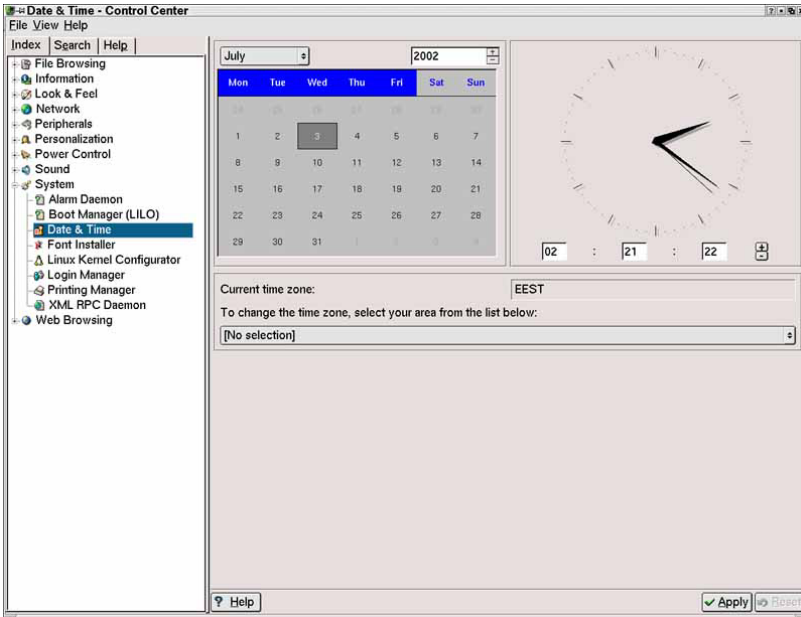 Date & Time - Control Center
File View Help
Index Search Help
File Browsing
Information
Look & Feel
Network
Peripherals
Personalization
Power Control
Sound
System
Alarm Daemon
Boot Manager (LILO)
Date & Time
Font Installer
Linux Kernel Configurator
Login Manager
Printing Manager
XML RPC Daemon
Web Browsing
July 2002
Mon Tue Wed Thu Fri Sat Sun
1 2 3 4 5 6 7
8 9 10 11 12 13 14
15 16 17 18 19 20 21
22 23 24 25 26 27 28
29 30 31 1 2 3 4
02 : 21 : 22
Current time zone: EEST
To change the time zone, select your area from the list below:
[No selection]
? Help
Apply Reset